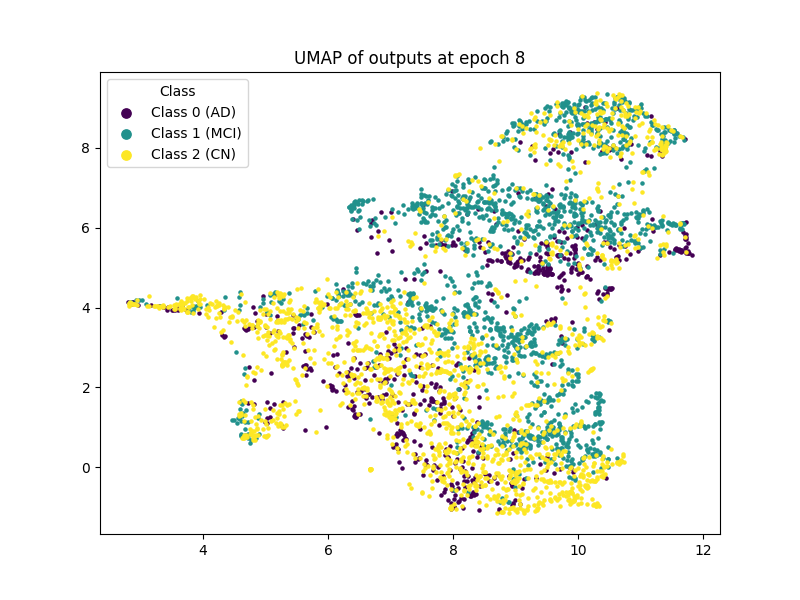 UMAP of outputs at epoch 8
Class
Class 0 (AD)
Class 1 (MCI)
Class 2 (CN)
8
6
4
2
0
4 6 8 10 12